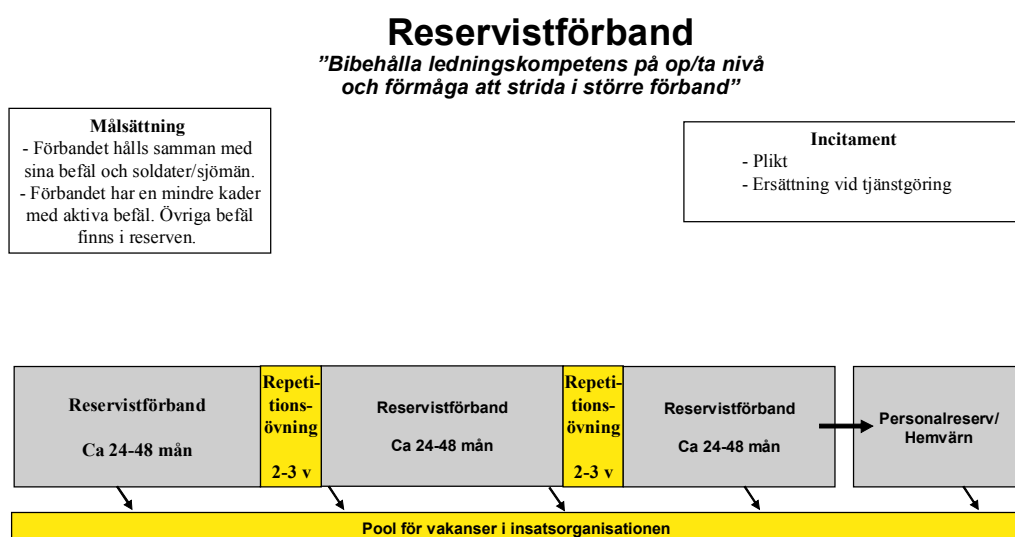 Reservistförband
”Bibehålla ledningskompetens på op/ta nivå
och förmåga att strida i större förband”
Målsättning
- Förbandet hålls samman med
sina befäl och soldater/sjömän.
- Förbandet har en mindre kader
med aktiva befäl. Övriga befäl
finns i reserven.
Incitament
- Plikt
- Ersättning vid tjänstgöring
Reservistförband
Ca 24-48 mån
Repeti-
tions-
övning
2-3 v
Reservistförband
Ca 24-48 mån
Repeti-
tions-
övning
2-3 v
Reservistförband
Ca 24-48 mån
Personalreserv/
Hemvärn
Pool för vakanser i insatsorganisationen